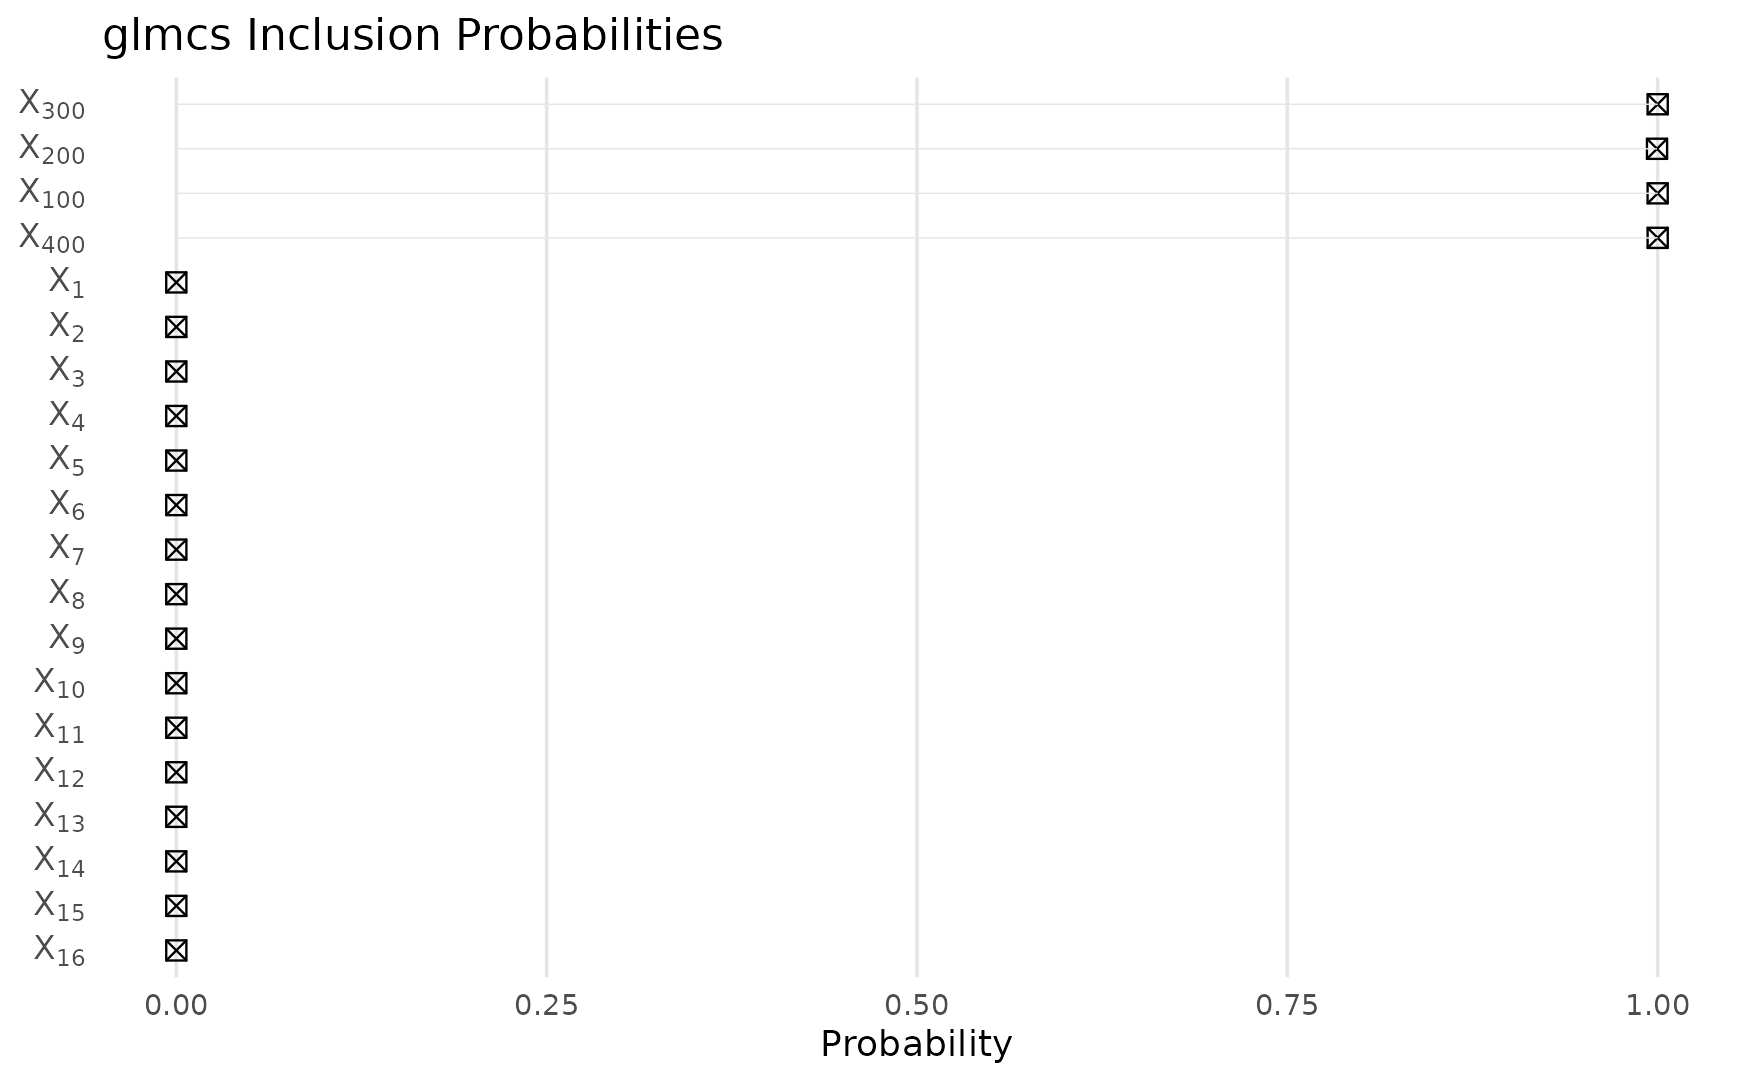 glmcs Inclusion Probabilities
X₃₀₀
X₂₀₀
X₁₀₀
X₄₀₀
X₁
X₂
X₃
X₄
X₅
X₆
X₇
X₈
X₉
X₁₀
X₁₁
X₁₂
X₁₃
X₁₄
X₁₅
X₁₆
0.00 0.25 0.50 0.75 1.00
Probability